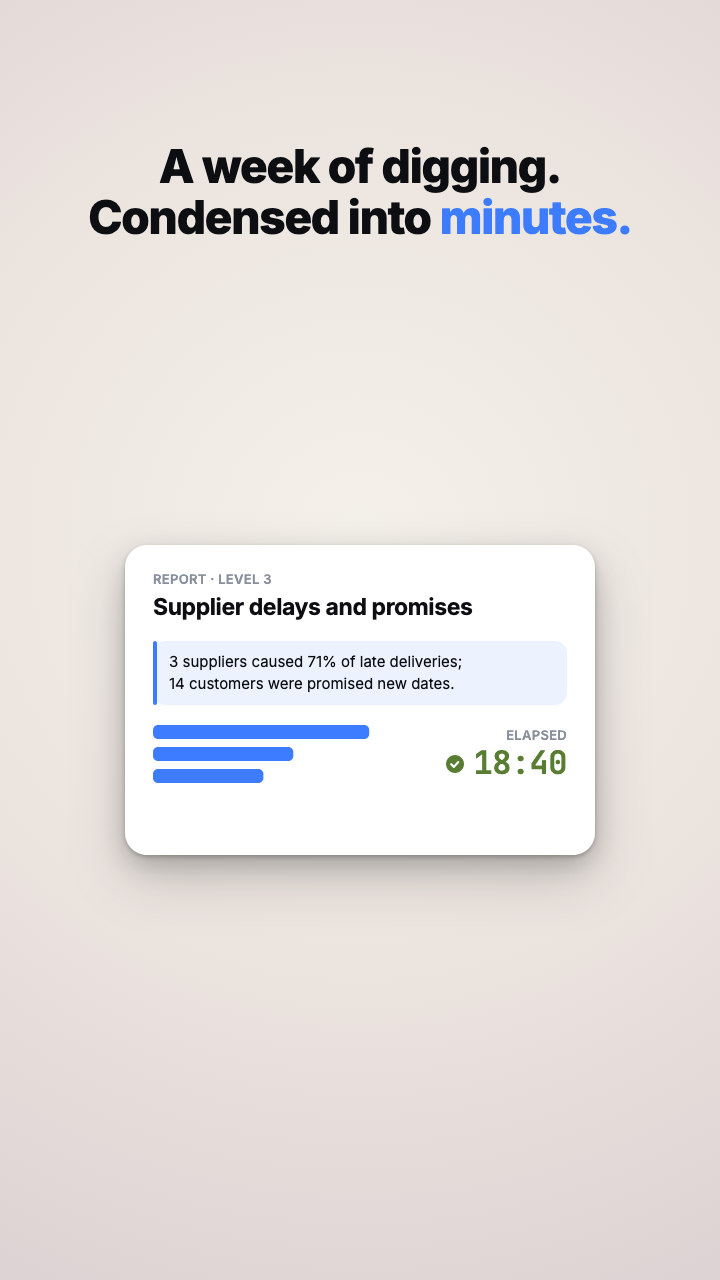 A week of digging.
Condensed into minutes.
REPORT · LEVEL 3
Supplier delays and promises
3 suppliers caused 71% of late deliveries;
14 customers were promised new dates.
ELAPSED
18:40